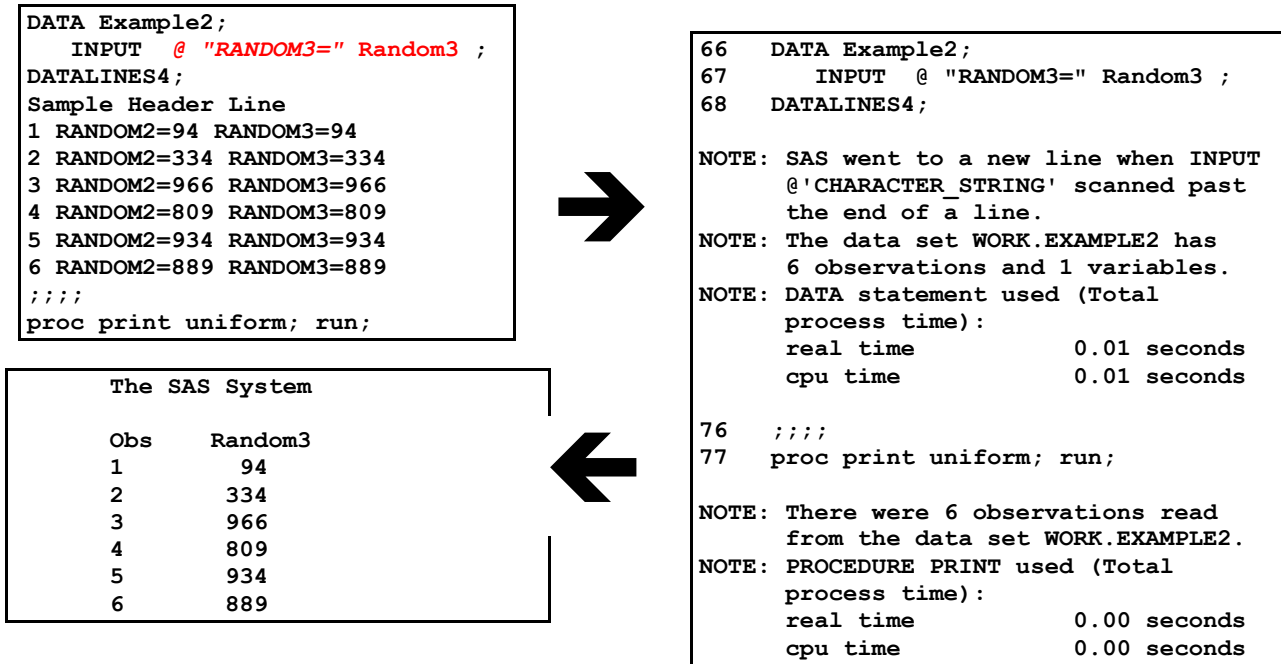 DATA Example2;
   INPUT  @ "RANDOM3=" Random3 ;
DATALINES4;
Sample Header Line
1 RANDOM2=94 RANDOM3=94
2 RANDOM2=334 RANDOM3=334
3 RANDOM2=966 RANDOM3=966
4 RANDOM2=809 RANDOM3=809
5 RANDOM2=934 RANDOM3=934
6 RANDOM2=889 RANDOM3=889
;;;;
proc print uniform; run;
66   DATA Example2;
67      INPUT  @ "RANDOM3=" Random3 ;
68   DATALINES4;
NOTE: SAS went to a new line when INPUT
      @'CHARACTER_STRING' scanned past
      the end of a line.
NOTE: The data set WORK.EXAMPLE2 has
      6 observations and 1 variables.
NOTE: DATA statement used (Total
      process time):
      real time           0.01 seconds
      cpu time            0.01 seconds
76   ;;;;
77   proc print uniform; run;
NOTE: There were 6 observations read
      from the data set WORK.EXAMPLE2.
NOTE: PROCEDURE PRINT used (Total
      process time):
      real time           0.00 seconds
      cpu time            0.00 seconds
The SAS System
Obs    Random3
1        94
2       334
3       966
4       809
5       934
6       889